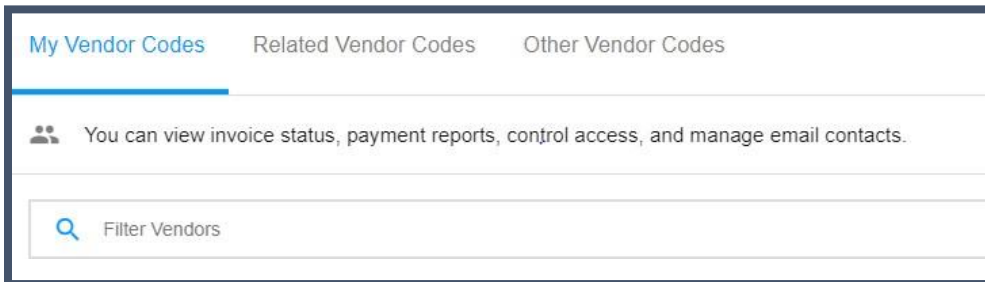 My Vendor Codes Related Vendor Codes Other Vendor Codes
You can view invoice status, payment reports, control access, and manage email contacts.
Filter Vendors